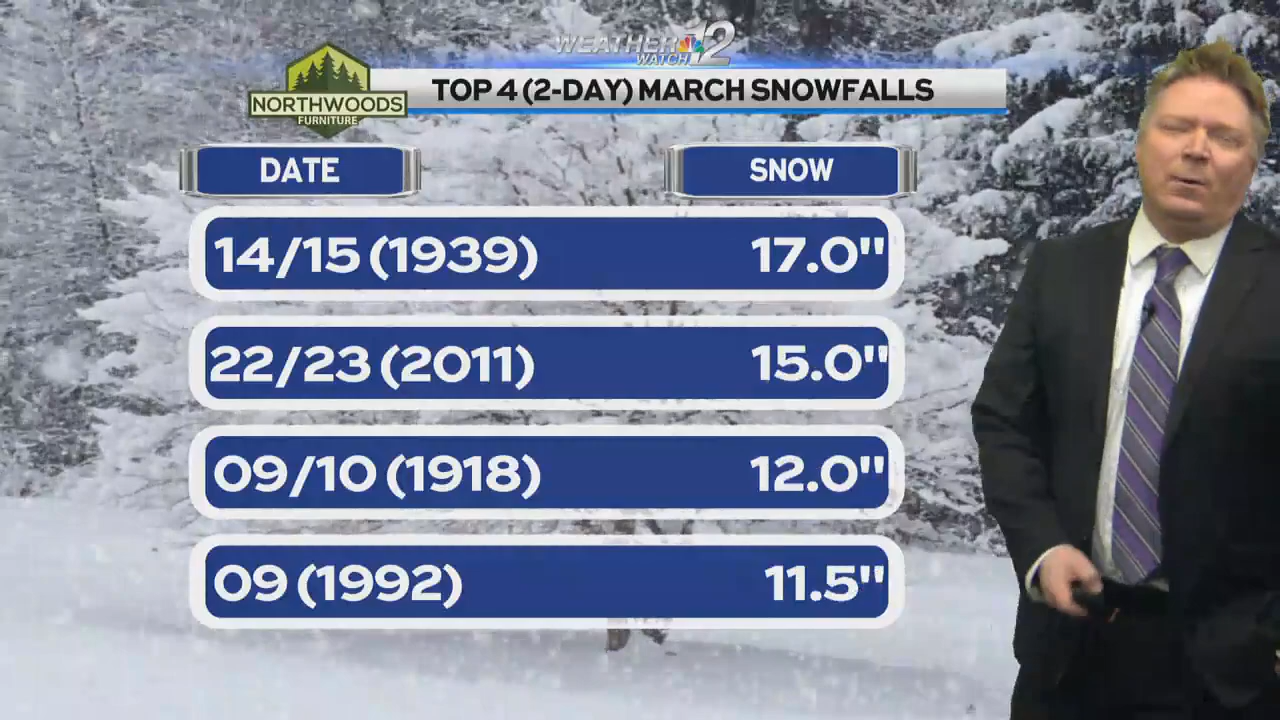 WEATHER
WATCH 12
NORTHWOODS
FURNITURE
TOP 4 (2-DAY) MARCH SNOWFALLS
DATE SNOW
14/15 (1939) 17.0"
22/23 (2011) 15.0"
09/10 (1918) 12.0"
09 (1992) 11.5"